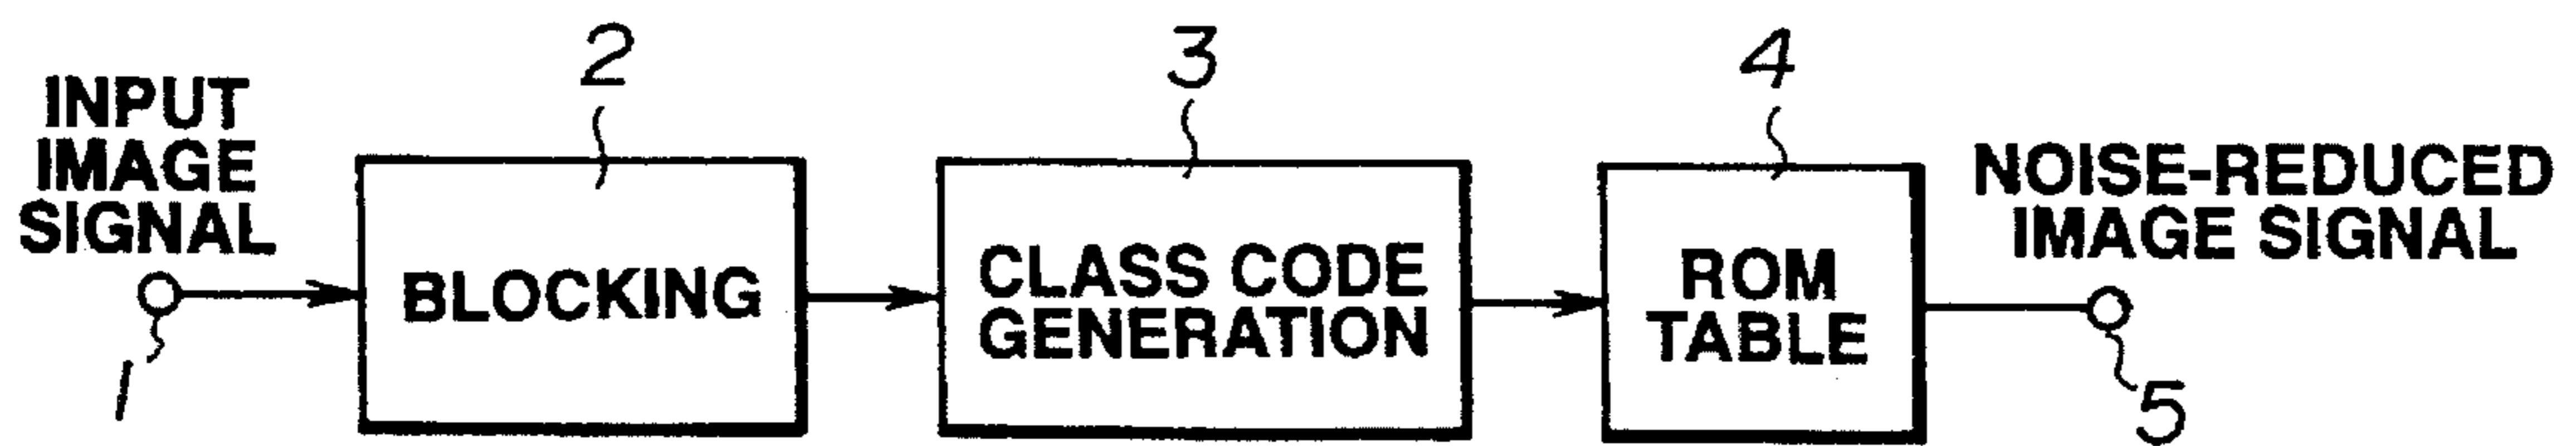 2
3
4
INPUT
IMAGE
SIGNAL
BLOCKING
CLASS CODE
GENERATION
ROM
TABLE
NOISE-REDUCED
IMAGE SIGNAL
1
5